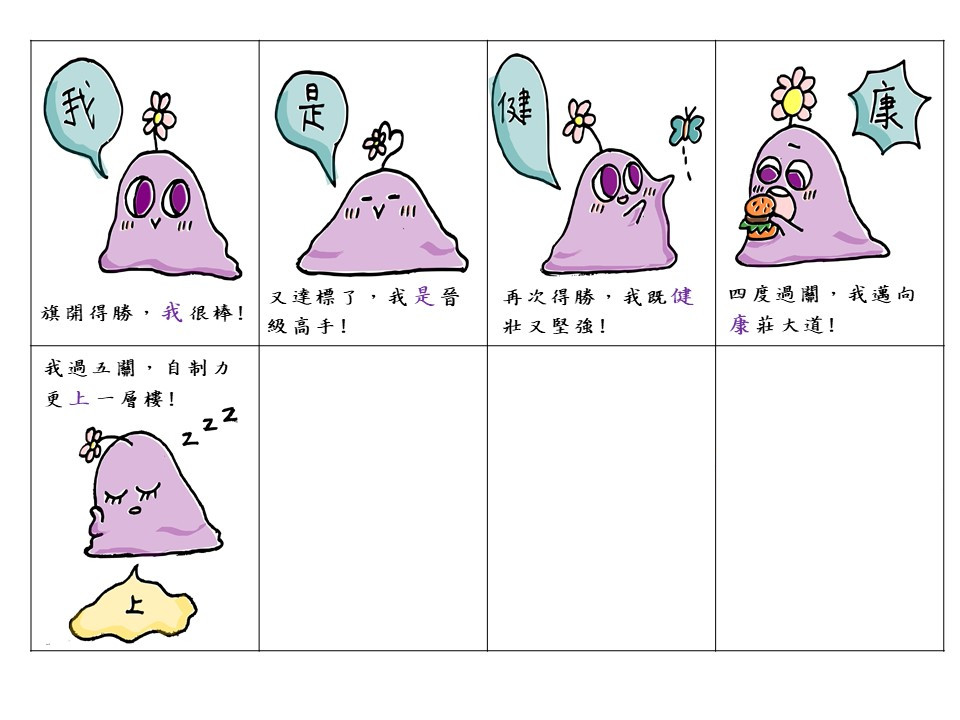 我
旗開得勝，我很棒!
是
又達標了，我是晉
級高手!
健
再次得勝，我既健
壯又堅強!
康
四度過關，我邁向
康莊大道!
我過五關，自制力
更上一層樓!
z z z
上